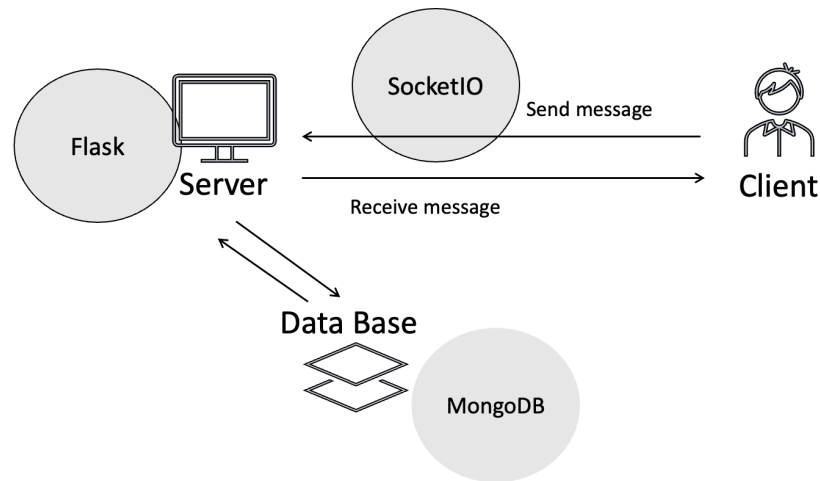 SocketIO
Send message
Flask
Server
Client
Receive message
Data Base
MongoDB